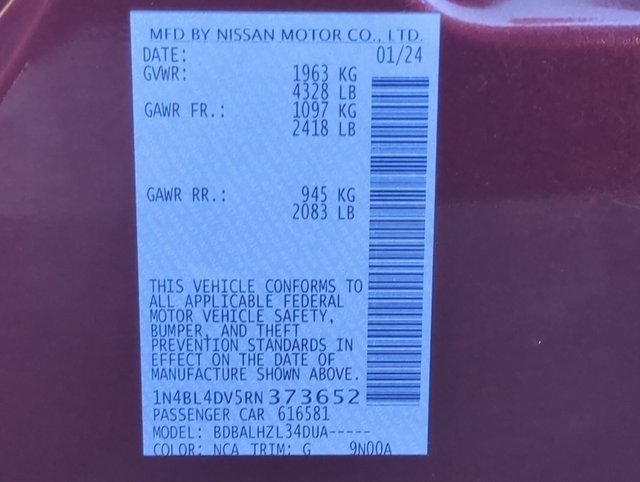 MFD BY NISSAN MOTOR CO., LTD.
DATE: 01/24
GVWR: 1963 KG
4328 LB
GAWR FR.: 1097 KG
2418 LB
GAWR RR.: 945 KG
2083 LB
THIS VEHICLE CONFORMS TO
ALL APPLICABLE FEDERAL
MOTOR VEHICLE SAFETY,
BUMPER, AND THEFT
PREVENTION STANDARDS IN
EFFECT ON THE DATE OF
MANUFACTURE SHOWN ABOVE.
1N4BL4DV5RN373652
PASSENGER CAR 616581
MODEL: BDBALHZL34DUA-----
COLOR: NCA TRIM: G 9N00A